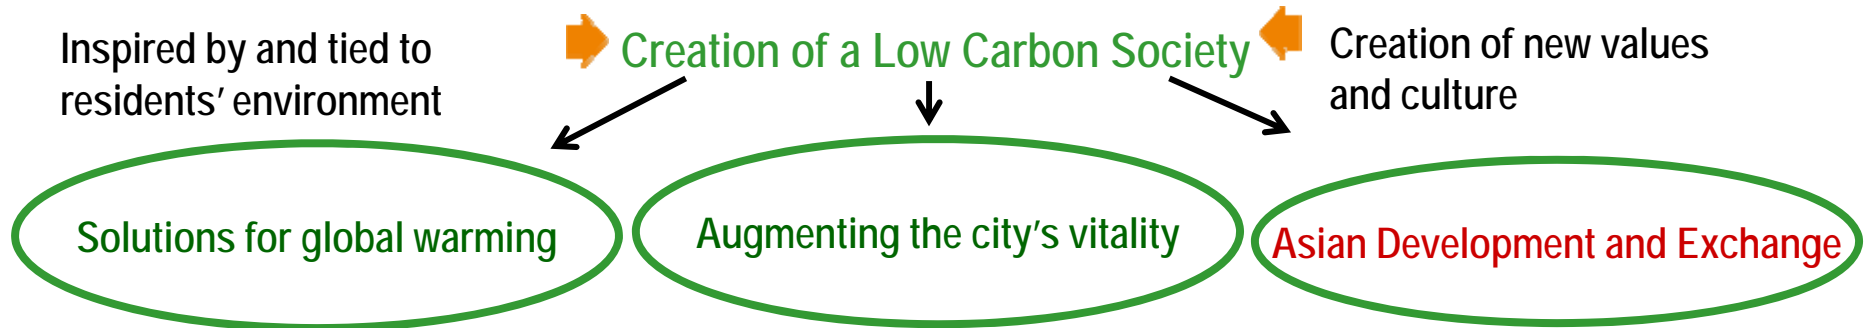 Inspired by and tied to
residents' environment
Creation of a Low Carbon Society
Creation of new values
and culture
Solutions for global warming
Augmenting the city's vitality
Asian Development and Exchange